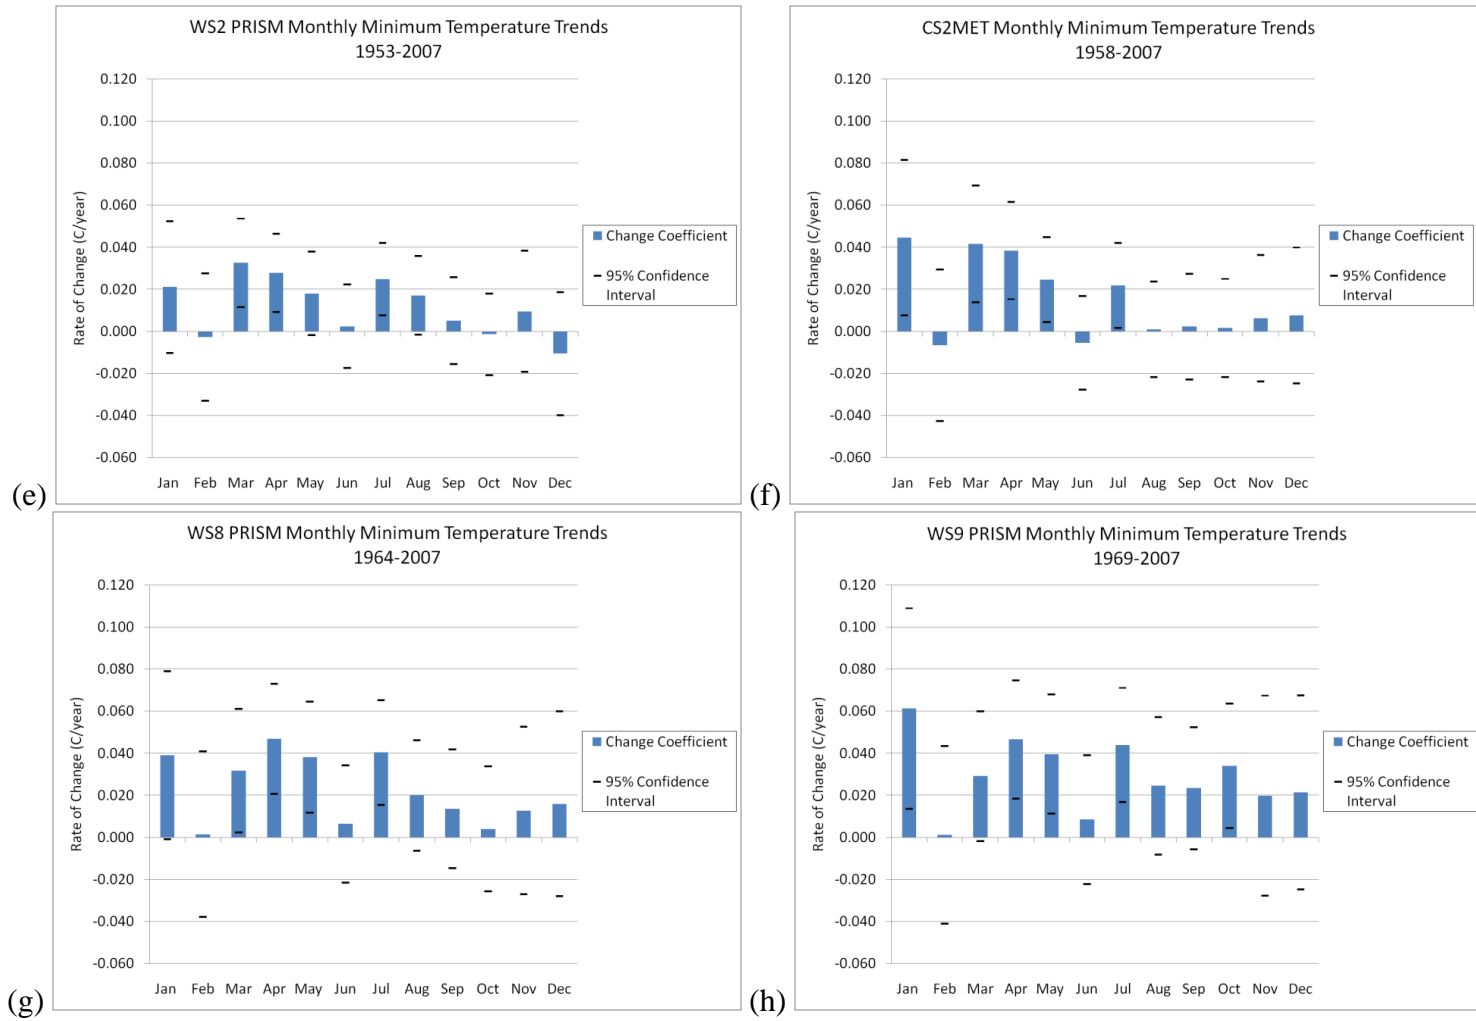 WS2 PRISM Monthly Minimum Temperature Trends
1953-2007
0.120
0.100
0.080
0.060
0.040
0.020
0.000
-0.020
-0.040
-0.060
Rate of Change (C/year)
Jan Feb Mar Apr May Jun Jul Aug Sep Oct Nov Dec
Change Coefficient
95% Confidence
Interval
(e)
CS2MET Monthly Minimum Temperature Trends
1958-2007
0.120
0.100
0.080
0.060
0.040
0.020
0.000
-0.020
-0.040
-0.060
Rate of Change (C/year)
Jan Feb Mar Apr May Jun Jul Aug Sep Oct Nov Dec
Change Coefficient
95% Confidence
Interval
(f)
WS8 PRISM Monthly Minimum Temperature Trends
1964-2007
0.120
0.100
0.080
0.060
0.040
0.020
0.000
-0.020
-0.040
-0.060
Rate of Change (C/year)
Jan Feb Mar Apr May Jun Jul Aug Sep Oct Nov Dec
Change Coefficient
95% Confidence
Interval
(g)
WS9 PRISM Monthly Minimum Temperature Trends
1969-2007
0.120
0.100
0.080
0.060
0.040
0.020
0.000
-0.020
-0.040
-0.060
Rate of Change (C/year)
Jan Feb Mar Apr May Jun Jul Aug Sep Oct Nov Dec
Change Coefficient
95% Confidence
Interval
(h)